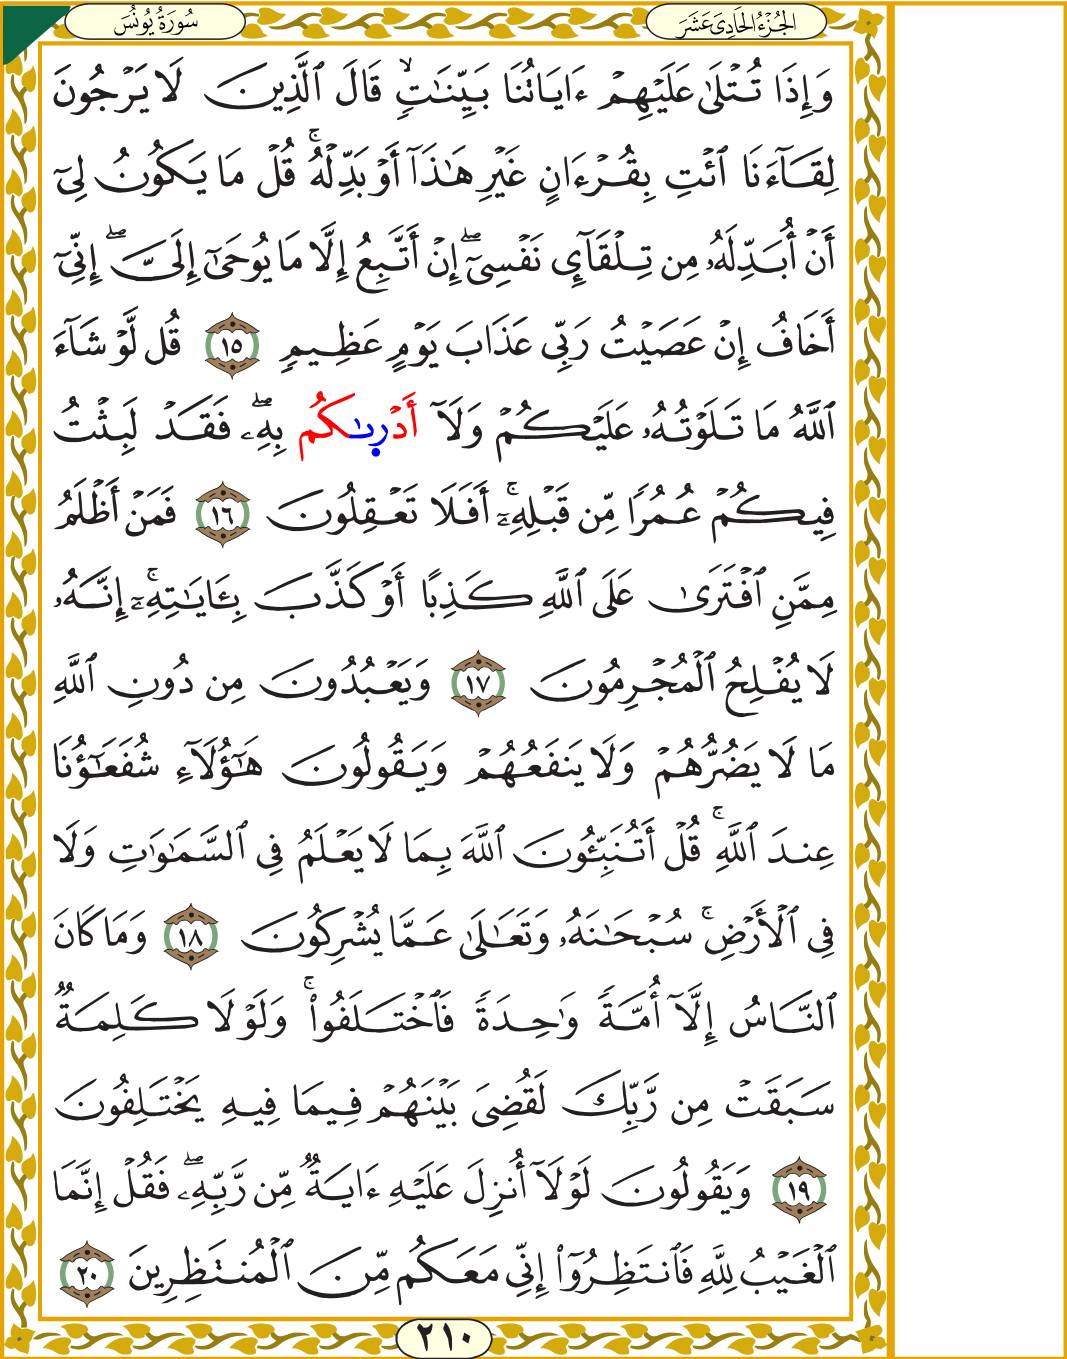 الجُزْءُ الحَادِيَ عَشَرَ
سُورَةُ يُونُسَ
وَإِذَا تُتْلَىٰ عَلَيْهِمْ ءَايَاتُنَا بَيِّنَٰتٖ ۙ قَالَ ٱلَّذِينَ لَا يَرْجُونَ
لِقَآءَنَا ٱئْتِ بِقُرْءَانٍ غَيْرِ هَٰذَآ أَوْ بَدِّلْهُ ۚ قُلْ مَا يَكُونُ لِيٓ
أَنْ أُبَدِّلَهُۥ مِن تِلْقَآيِٕ نَفْسِيٓ ۖ إِنْ أَتَّبِعُ إِلَّا مَا يُوحَىٰٓ إِلَيَّ ۖ إِنِّيٓ
أَخَافُ إِنْ عَصَيْتُ رَبِّي عَذَابَ يَوْمٍ عَظِيمٖ ١٥ قُل لَّوْ شَآءَ
ٱللَّهُ مَا تَلَوْتُهُۥ عَلَيْكُمْ وَلَآ أَدْرىٰكُم بِهِۦ ۖ فَقَدْ لَبِثْتُ
فِيكُمْ عُمُرٗا مِّن قَبْلِهِۦٓ ۚ أَفَلَا تَعْقِلُونَ ١٦ فَمَنْ أَظْلَمُ
مِمَّنِ ٱفْتَرَىٰ عَلَى ٱللَّهِ كَذِبًا أَوْ كَذَّبَ بِـَٔايَٰتِهِۦٓ ۚ إِنَّهُۥ
لَا يُفْلِحُ ٱلْمُجْرِمُونَ ١٧ وَيَعْبُدُونَ مِن دُونِ ٱللَّهِ
مَا لَا يَضُرُّهُمْ وَلَا يَنفَعُهُمْ وَيَقُولُونَ هَٰٓؤُلَآءِ شُفَعَٰٓؤُنَا
عِندَ ٱللَّهِ ۚ قُلْ أَتُنَبِّـُٔونَ ٱللَّهَ بِمَا لَا يَعْلَمُ فِي ٱلسَّمَٰوَٰتِ وَلَا
فِي ٱلْأَرْضِ ۚ سُبْحَٰنَهُۥ وَتَعَٰلَىٰ عَمَّا يُشْرِكُونَ ١٨ وَمَا كَانَ
ٱلنَّاسُ إِلَّآ أُمَّةٗ وَٰحِدَةٗ فَٱخْتَلَفُوا۟ ۚ وَلَوْلَا كَلِمَةٞ
سَبَقَتْ مِن رَّبِّكَ لَقُضِيَ بَيْنَهُمْ فِيمَا فِيهِ يَخْتَلِفُونَ
١٩ وَيَقُولُونَ لَوْلَآ أُنزِلَ عَلَيْهِ ءَايَةٞ مِّن رَّبِّهِۦ ۖ فَقُلْ إِنَّمَا
ٱلْغَيْبُ لِلَّهِ فَٱنتَظِرُوٓا۟ إِنِّي مَعَكُم مِّنَ ٱلْمُنتَظِرِينَ ٢٠
٢١٠